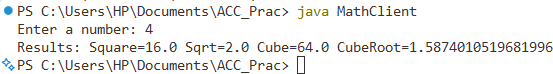 PS C:\Users\HP\Documents\ACC_Prac> java MathClient
Enter a number: 4
Results: Square=16.0 Sqrt=2.0 Cube=64.0 CubeRoot=1.5874010519681996
PS C:\Users\HP\Documents\ACC_Prac>